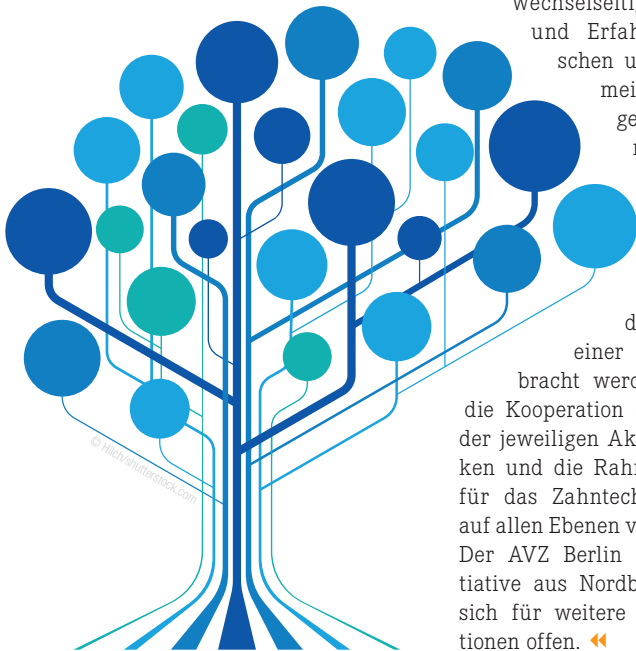 wechselseitig
und Erfah
schen u
mei
ge
d
einer
bracht werd
die Kooperation
der jeweiligen Ak
ken und die Rahm
für das Zahntech
auf allen Ebenen v
Der AVZ Berlin
tiative aus Nordb
sich für weitere
tionen offen.
© Hilch/shutterstock.com